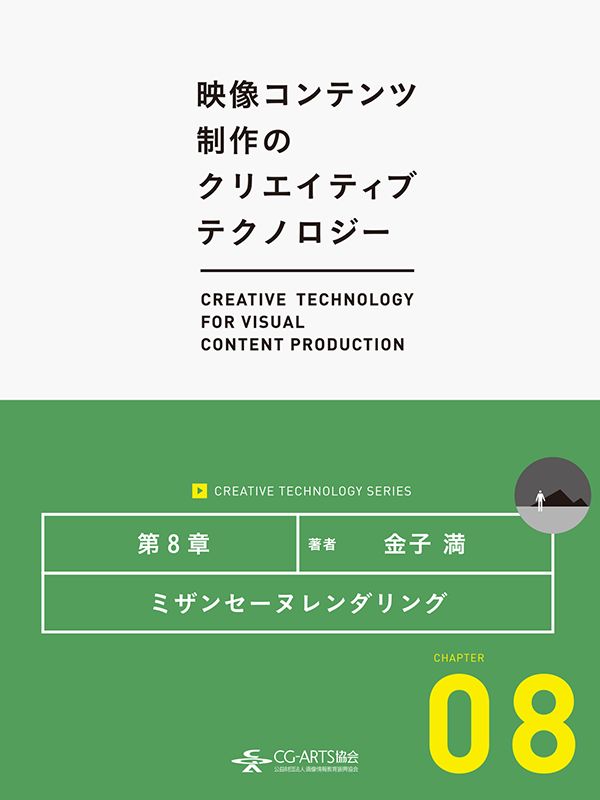 映像コンテンツ
制作の
クリエイティブ
テクノロジー
CREATIVE TECHNOLOGY
FOR VISUAL
CONTENT PRODUCTION
CREATIVE TECHNOLOGY SERIES
第8章
著者 金子 満
ミザンセーヌレンダリング
CHAPTER
08
CG-ARTS協会
公益財団法人 画像情報教育振興協会